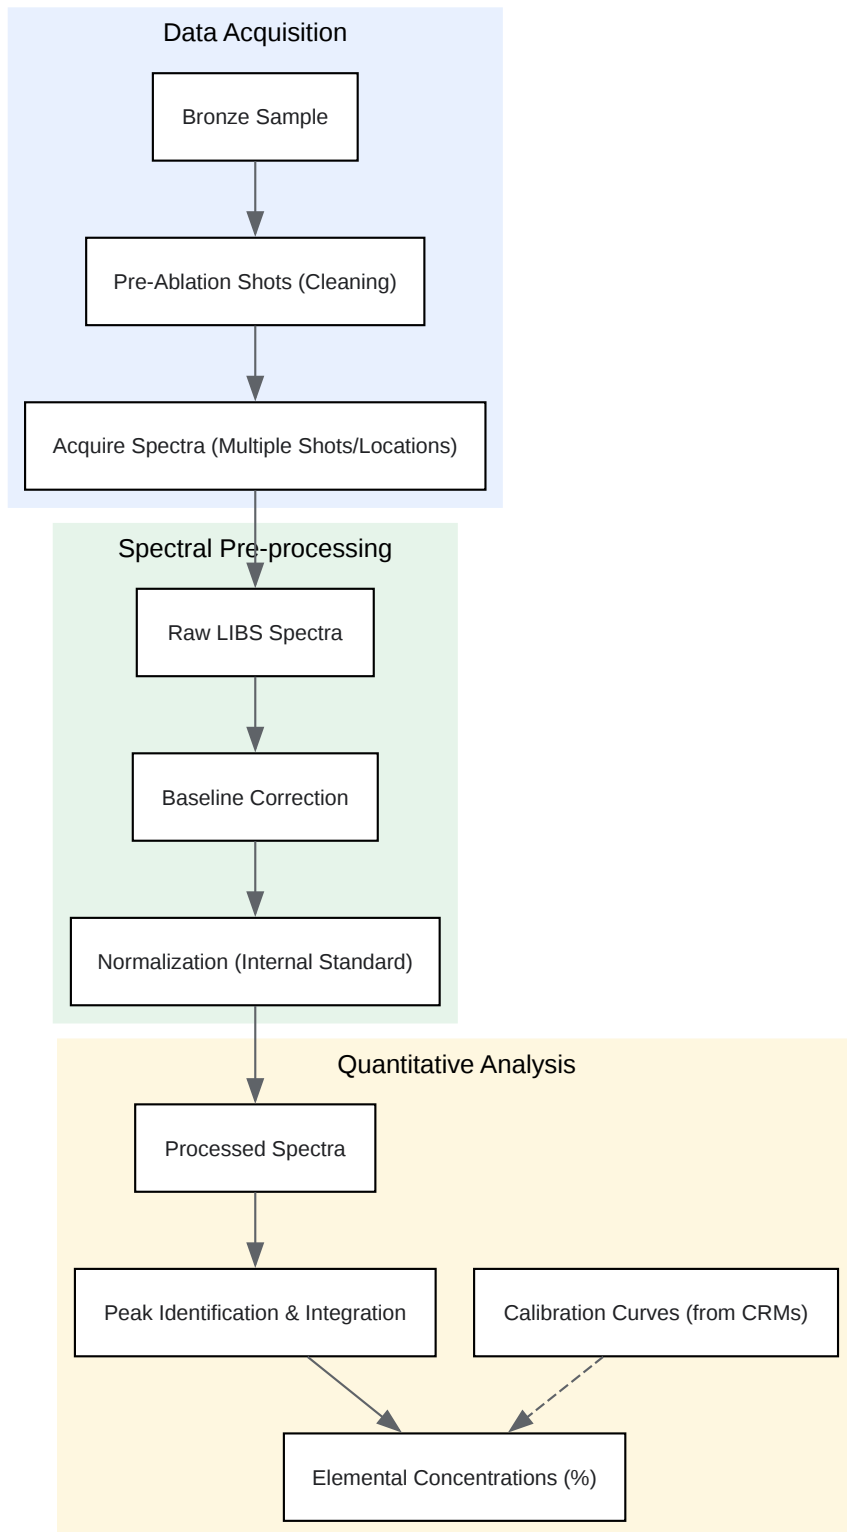 Data Acquisition
Bronze Sample
Pre-Ablation Shots (Cleaning)
Acquire Spectra (Multiple Shots/Locations)
Spectral Pre-processing
Raw LIBS Spectra
Baseline Correction
Normalization (Internal Standard)
Quantitative Analysis
Processed Spectra
Peak Identification & Integration
Calibration Curves (from CRMs)
Elemental Concentrations (%)